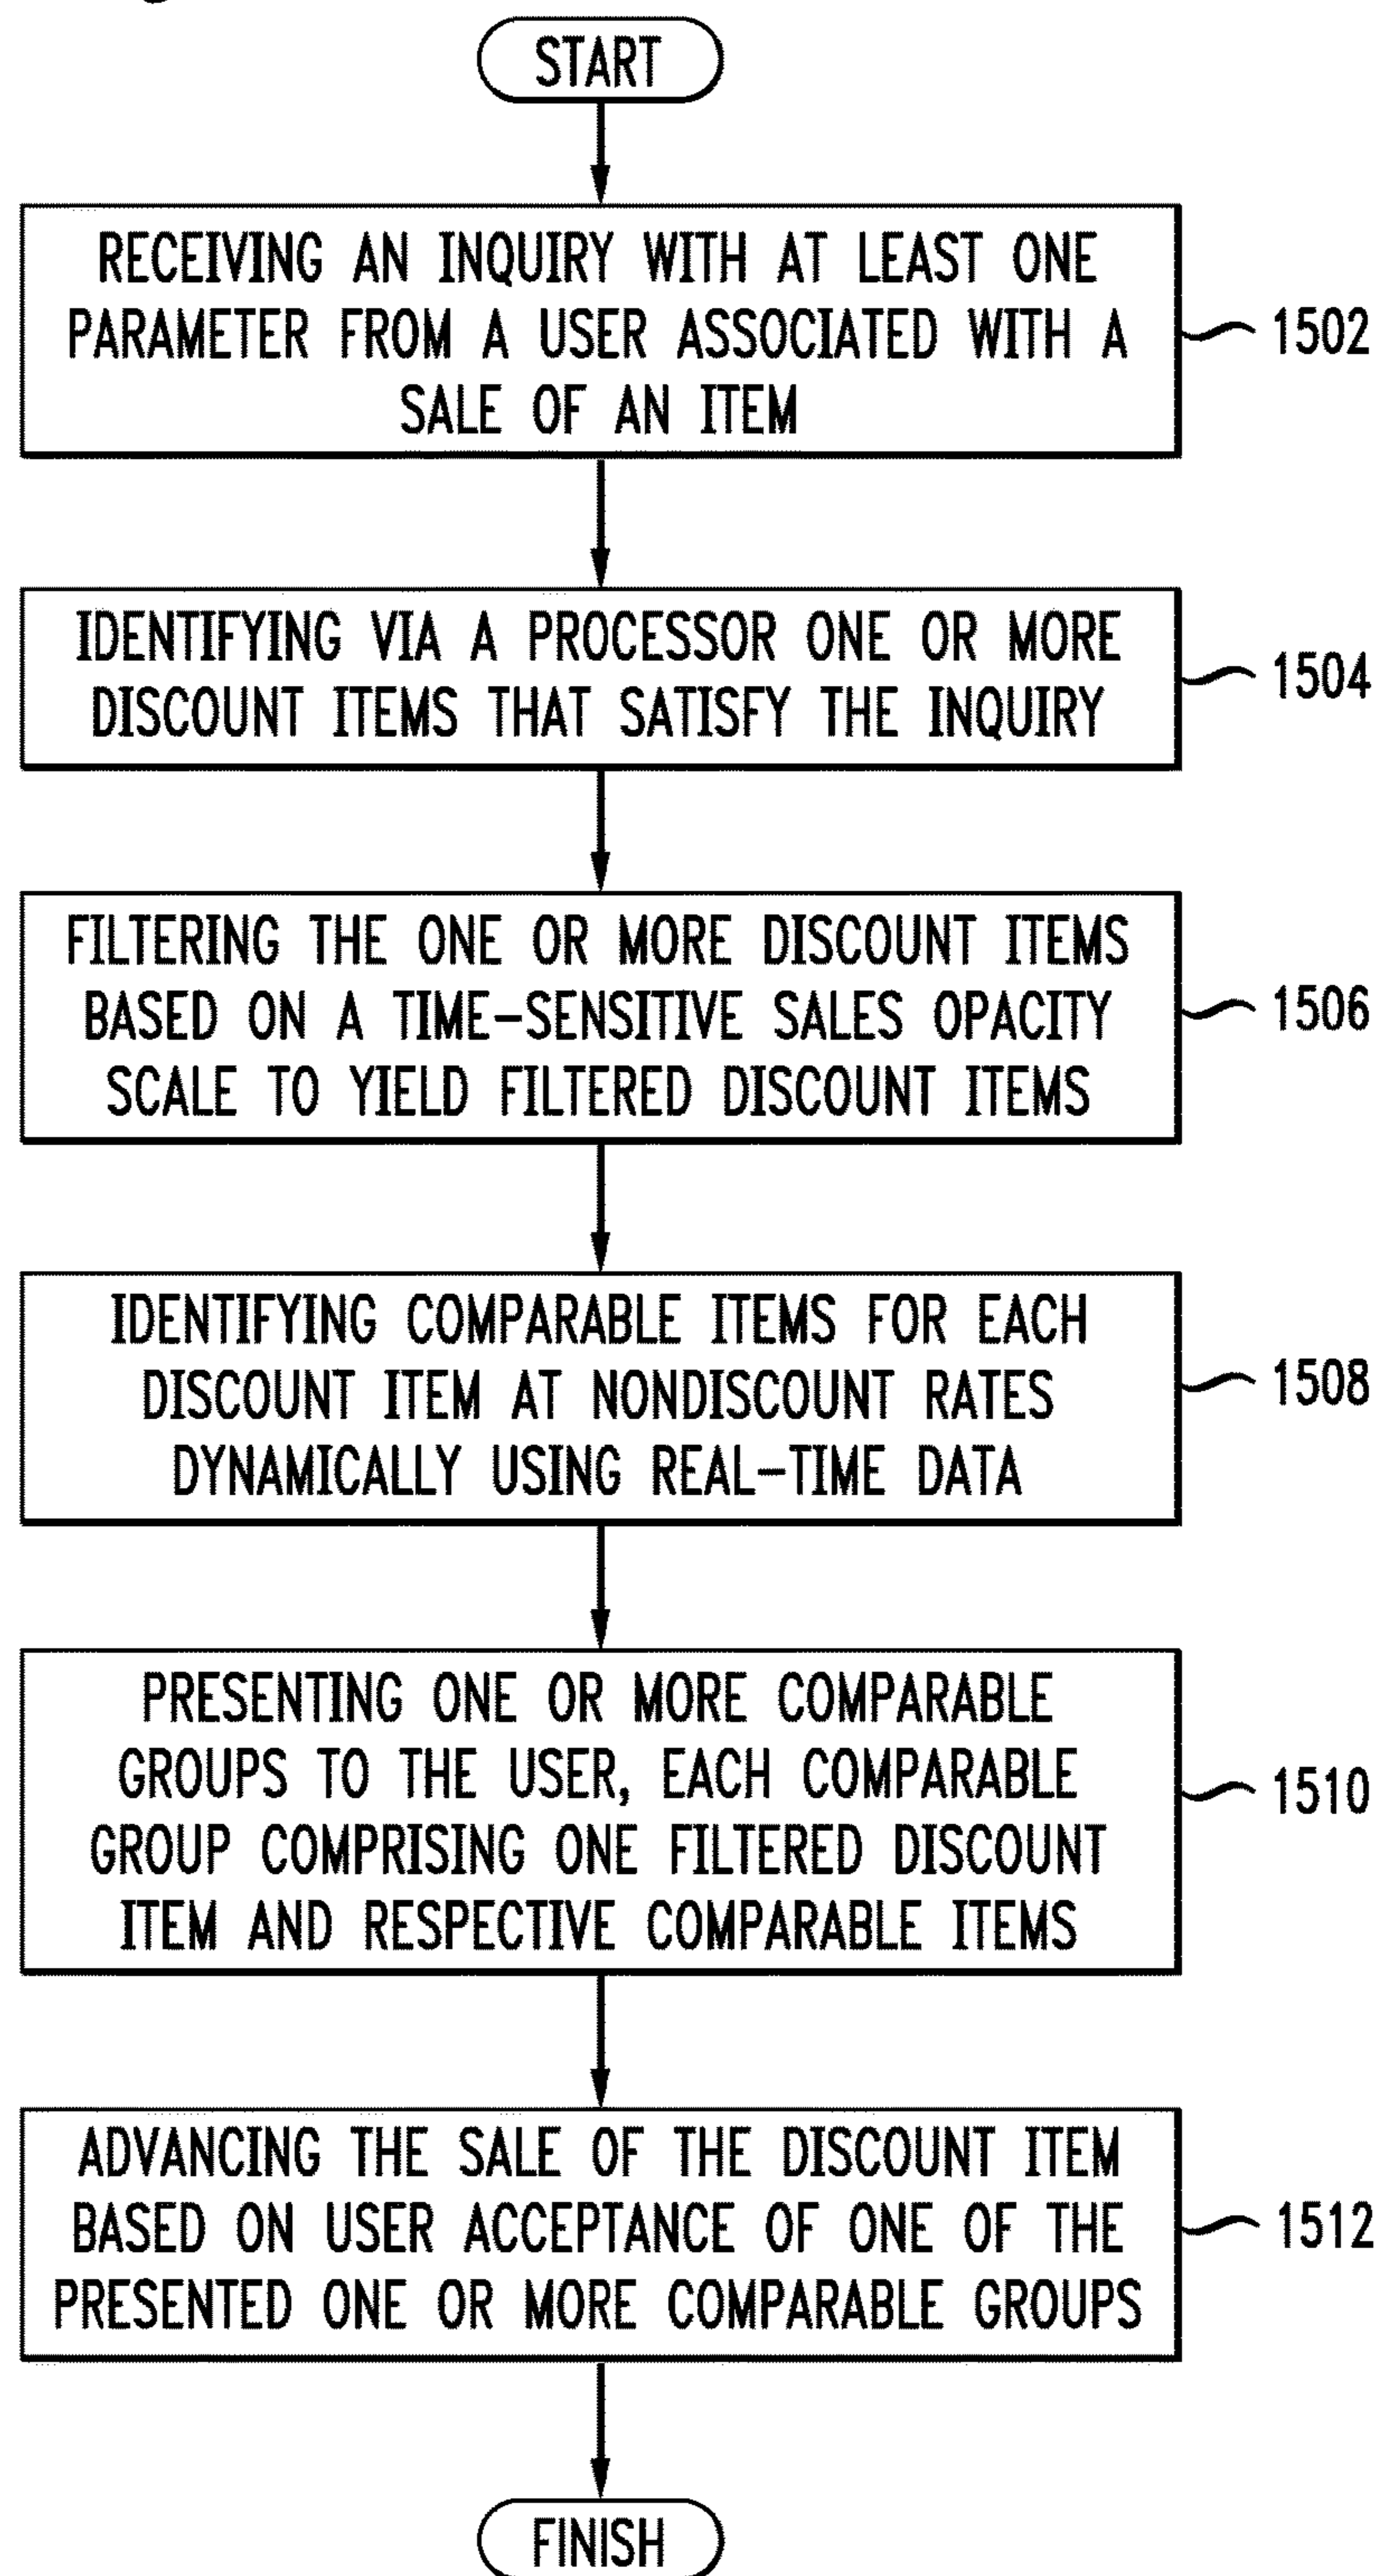 START
RECEIVING AN INQUIRY WITH AT LEAST ONE
PARAMETER FROM A USER ASSOCIATED WITH A
SALE OF AN ITEM
1502
IDENTIFYING VIA A PROCESSOR ONE OR MORE
DISCOUNT ITEMS THAT SATISFY THE INQUIRY
1504
FILTERING THE ONE OR MORE DISCOUNT ITEMS
BASED ON A TIME-SENSITIVE SALES OPACITY
SCALE TO YIELD FILTERED DISCOUNT ITEMS
1506
IDENTIFYING COMPARABLE ITEMS FOR EACH
DISCOUNT ITEM AT NONDISCOUNT RATES
DYNAMICALLY USING REAL-TIME DATA
1508
PRESENTING ONE OR MORE COMPARABLE
GROUPS TO THE USER, EACH COMPARABLE
GROUP COMPRISING ONE FILTERED DISCOUNT
ITEM AND RESPECTIVE COMPARABLE ITEMS
1510
ADVANCING THE SALE OF THE DISCOUNT ITEM
BASED ON USER ACCEPTANCE OF ONE OF THE
PRESENTED ONE OR MORE COMPARABLE GROUPS
1512
FINISH